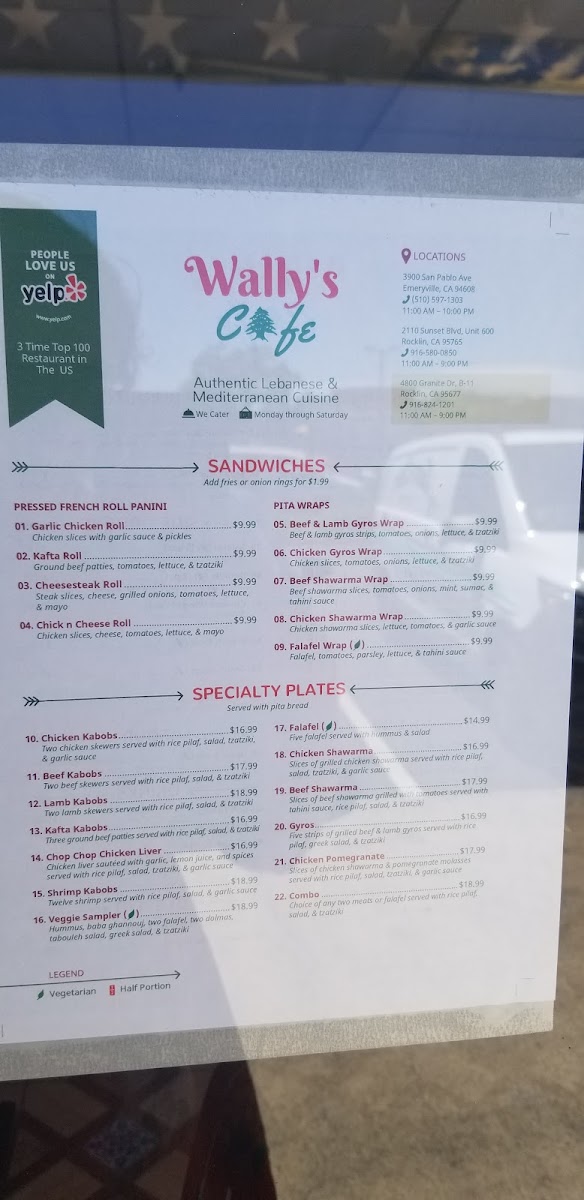 PEOPLE
LOVE US
ON
yelp
www.yelp.com
3 Time Top 100
Restaurant in
The US
Wally's
Cafe
Authentic Lebanese &
Mediterranean Cuisine
We Cater
Monday through Saturday
LOCATIONS
3900 San Pablo Ave
Emeryville, CA 94608
(510) 597-1303
11:00 AM – 10:00 PM
2110 Sunset Blvd, Unit 600
Rocklin, CA 95765
916-580-0850
11:00 AM – 9:00 PM
4800 Granite Dr, B-11
Rocklin, CA 95677
916-824-1201
11:00 AM – 9:00 PM
SANDWICHES
Add fries or onion rings for $1.99
PRESSED FRENCH ROLL PANINI
01. Garlic Chicken Roll $9.99
Chicken slices with garlic sauce & pickles
02. Kafta Roll $9.99
Ground beef patties, tomatoes, lettuce, & tzatziki
03. Cheesesteak Roll $9.99
Steak slices, cheese, grilled onions, tomatoes, lettuce,
& mayo
04. Chick n Cheese Roll $9.99
Chicken slices, cheese, tomatoes, lettuce, & mayo
PITA WRAPS
05. Beef & Lamb Gyros Wrap $9.99
Beef & lamb gyros strips, tomatoes, onions, lettuce, & tzatziki
06. Chicken Gyros Wrap $9.99
Chicken slices, tomatoes, onions, lettuce, & tzatziki
07. Beef Shawarma Wrap $9.99
Beef shawarma slices, tomatoes, onions, mint, sumac, &
tahini sauce
08. Chicken Shawarma Wrap $9.99
Chicken shawarma slices, lettuce, tomatoes, & garlic sauce
09. Falafel Wrap ( ) $9.99
Falafel, tomatoes, parsley, lettuce, & tahini sauce
SPECIALTY PLATES
Served with pita bread
10. Chicken Kabobs $16.99
Two chicken skewers served with rice pilaf, salad, tzatziki,
& garlic sauce
11. Beef Kabobs $17.99
Two beef skewers served with rice pilaf, salad, & tzatziki
12. Lamb Kabobs $18.99
Two lamb skewers served with rice pilaf, salad, & tzatziki
13. Kafta Kabobs $16.99
Three ground beef patties served with rice pilaf, salad, & tzatziki
14. Chop Chop Chicken Liver $16.99
Chicken liver sautéed with garlic, lemon juice, and spices
served with rice pilaf, salad, tzatziki, & garlic sauce
15. Shrimp Kabobs $18.99
Twelve shrimp served with rice pilaf, salad, & garlic sauce
16. Veggie Sampler ( ) $18.99
Hummus, baba ghannouj, two falafel, two dolmas,
tabouleh salad, greek salad, & tzatziki
17. Falafel ( ) $14.99
Five falafel served with hummus & salad
18. Chicken Shawarma $16.99
Slices of grilled chicken shawarma served with rice pilaf,
salad, tzatziki, & garlic sauce
19. Beef Shawarma $17.99
Slices of beef shawarma grilled with tomatoes served with
tahini sauce, rice pilaf, salad, & tzatziki
20. Gyros $16.99
Five strips of grilled beef & lamb gyros served with rice
pilaf, greek salad, & tzatziki
21. Chicken Pomegranate $17.99
Slices of chicken shawarma & pomegranate molasses
served with rice pilaf, salad, tzatziki, & garlic sauce
22. Combo $18.99
Choice of any two meats or falafel served with rice pilaf,
salad, & tzatziki
LEGEND
Vegetarian
Half Portion